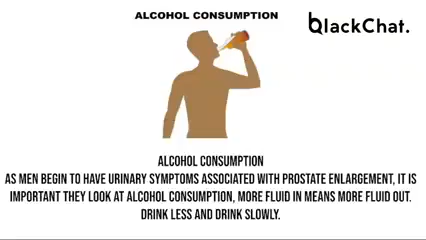 ALCOHOL CONSUMPTION
BlackChat.
ALCOHOL CONSUMPTION
AS MEN BEGIN TO HAVE URINARY SYMPTOMS ASSOCIATED WITH PROSTATE ENLARGEMENT, IT IS
IMPORTANT THEY LOOK AT ALCOHOL CONSUMPTION, MORE FLUID IN MEANS MORE FLUID OUT.
DRINK LESS AND DRINK SLOWLY.